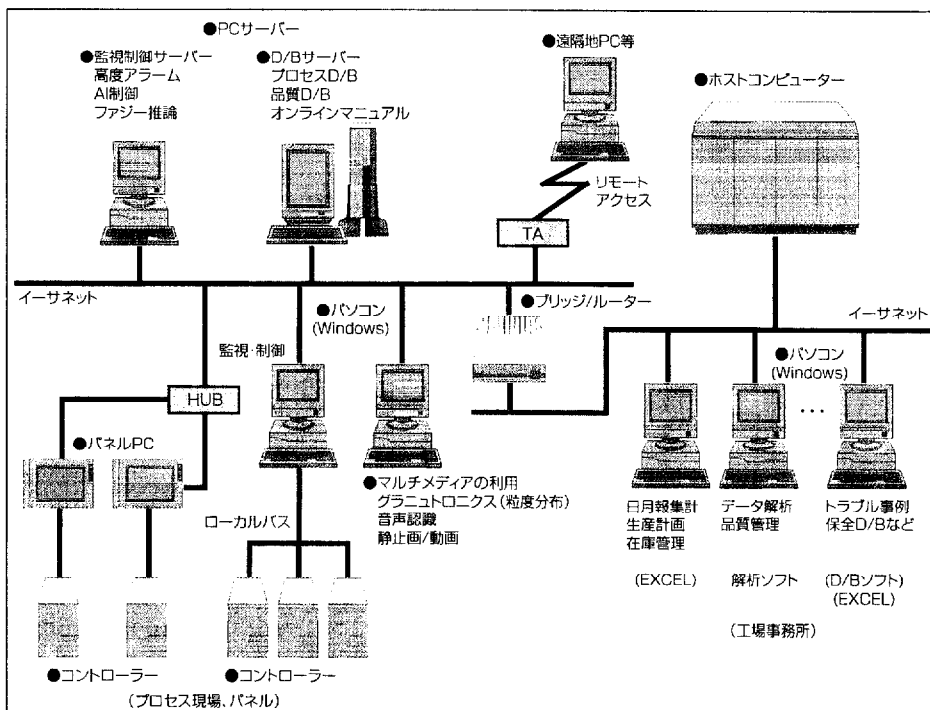 ●PCサーバー
●監視制御サーバー
高度アラーム
AI制御
ファジー推論
●D/Bサーバー
プロセスD/B
品質D/B
オンラインマニュアル
●遠隔地PC等
リモート
アクセス
TA
●ホストコンピューター
イーサネット
●パソコン
(Windows)
監視・制御
●ブリッジ/ルーター
イーサネット
●パソコン
(Windows)
HUB
●パネルPC
…
●マルチメディアの利用
グラニュトロニクス(粒度分布)
音声認識
静止画/動画
ローカルバス
日月報集計
生産計画
在庫管理
(EXCEL)
データ解析
品質管理
解析ソフト
トラブル事例
保全D/Bなど
(D/Bソフト)
(EXCEL)
(工場事務所)
●コントローラー
●コントローラー
(プロセス現場、パネル)